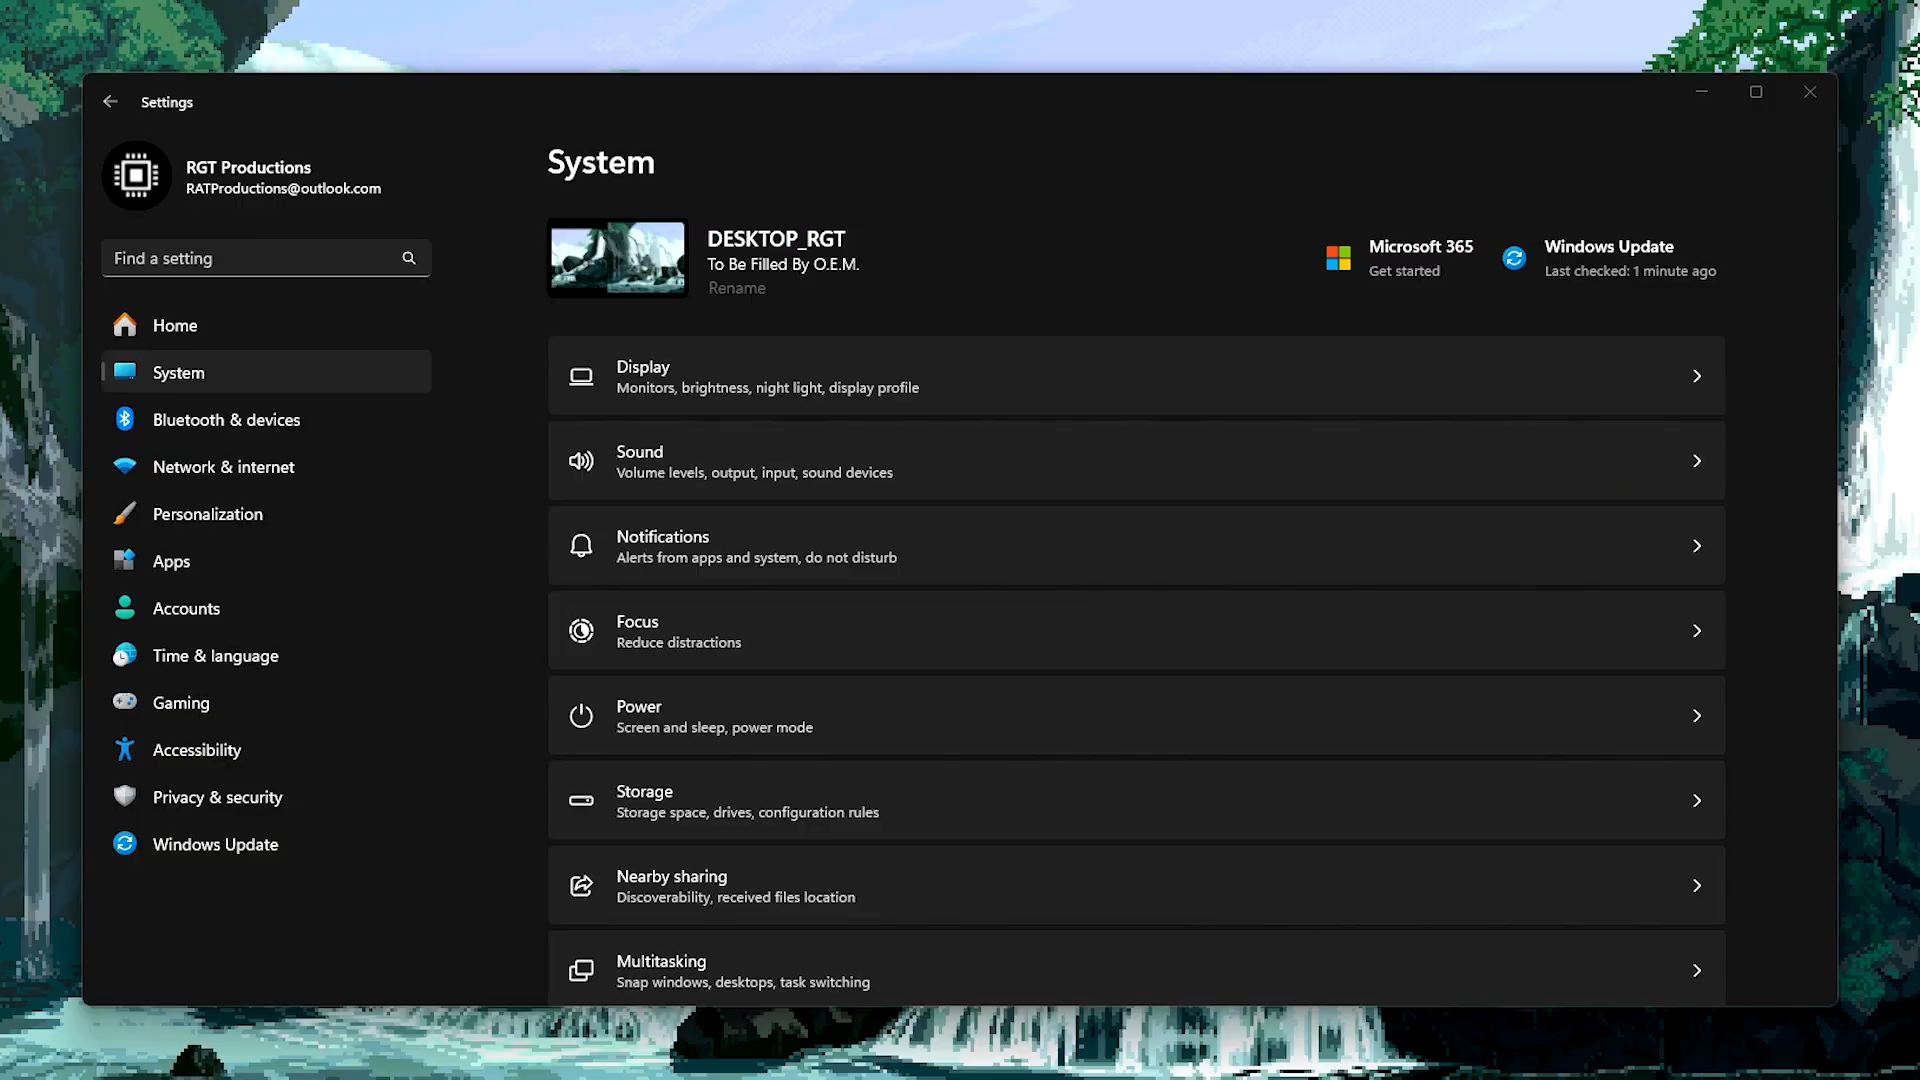 Settings
RGT Productions
RATProductions@outlook.com
Find a setting
Home
System
Bluetooth & devices
Network & internet
Personalization
Apps
Accounts
Time & language
Gaming
Accessibility
Privacy & security
Windows Update
System
DESKTOP_RGT
To Be Filled By O.E.M.
Rename
Microsoft 365
Get started
Windows Update
Last checked: 1 minute ago
Display
Monitors, brightness, night light, display profile
Sound
Volume levels, output, input, sound devices
Notifications
Alerts from apps and system, do not disturb
Focus
Reduce distractions
Power
Screen and sleep, power mode
Storage
Storage space, drives, configuration rules
Nearby sharing
Discoverability, received files location
Multitasking
Snap windows, desktops, task switching